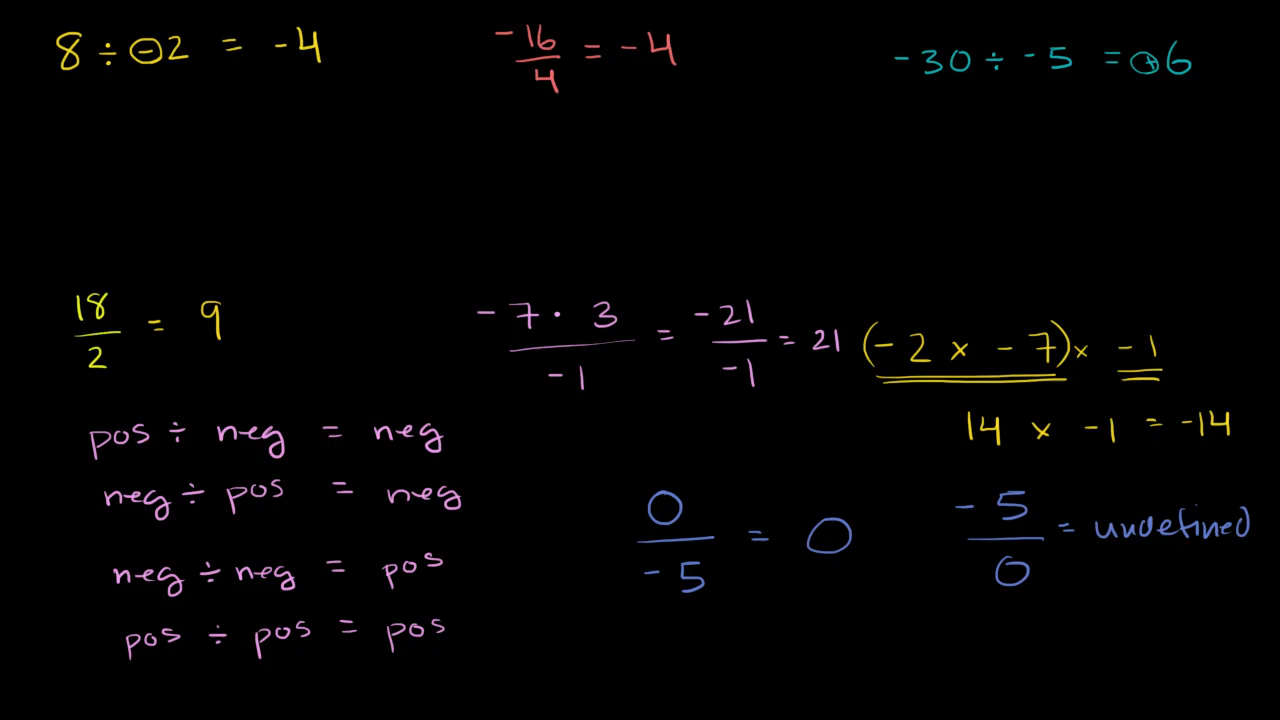 8 ÷ -2 = -4
-16/4 = -4
-30 ÷ -5 = +6
18/2 = 9
-7 · 3/-1 = -21/-1 = 21
(-2 x -7) x -1
14 x -1 = -14
pos ÷ neg = neg
neg ÷ pos = neg
neg ÷ neg = pos
pos ÷ pos = pos
0/-5 = 0
-5/0 = undefined